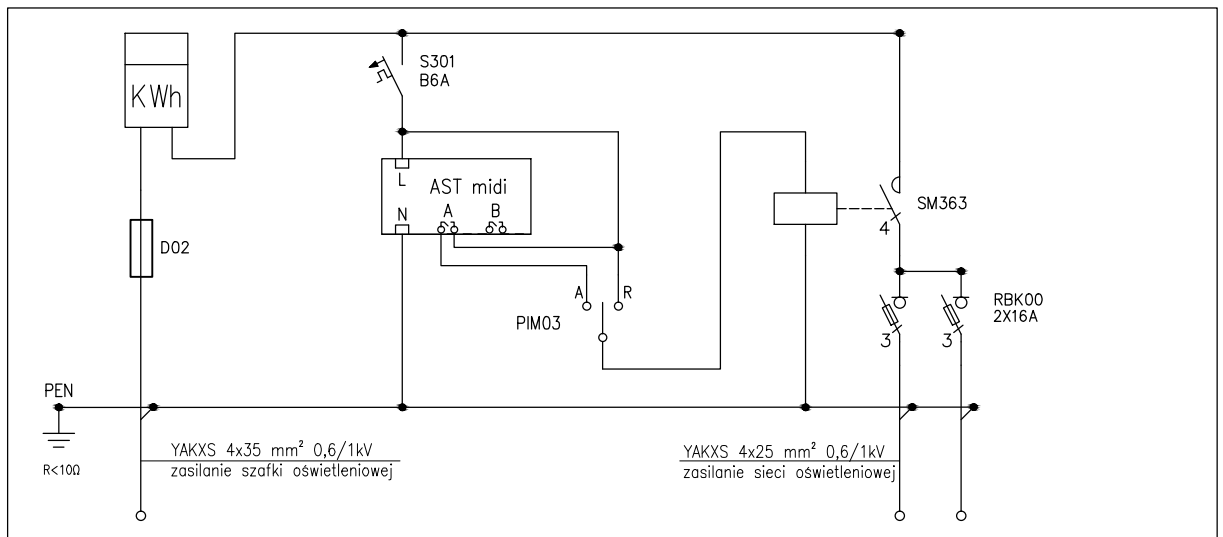 S301
B6A
KWh
L
AST midi
N
A
B
SM363
4
D02
A
R
RBK00
2X16A
PIM03
3
3
PEN
R<10Ω
YAKXS 4x35 mm² 0,6/1kV
zasilanie szafki oświetleniowej
YAKXS 4x25 mm² 0,6/1kV
zasilanie sieci oświetleniowej